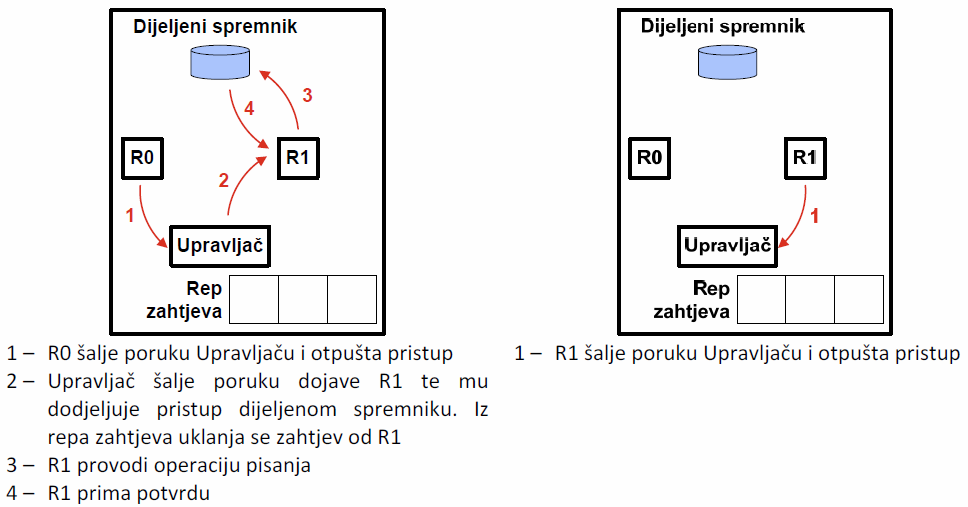 Dijeljeni spremnik
3
4
R0
R1
2
1
Upravljač
Rep
zahtjeva
1 – R0 šalje poruku Upravljaču i otpušta pristup
2 – Upravljač šalje poruku dojave R1 te mu
dodjeljuje pristup dijeljenom spremniku. Iz
repa zahtjeva uklanja se zahtjev od R1
3 – R1 provodi operaciju pisanja
4 – R1 prima potvrdu
Dijeljeni spremnik
R0
R1
1
Upravljač
Rep
zahtjeva
1 – R1 šalje poruku Upravljaču i otpušta pristup